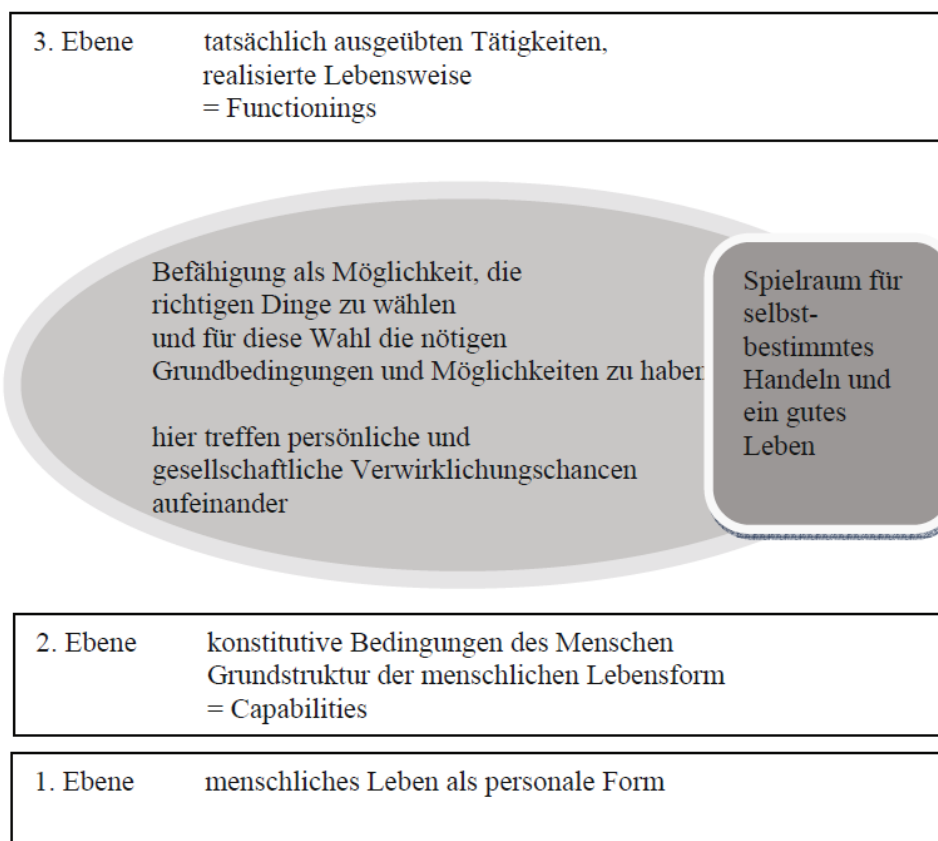 3. Ebene tatsächlich ausgeübten Tätigkeiten,
realisierte Lebensweise
= Functionings
Befähigung als Möglichkeit, die
richtigen Dinge zu wählen
und für diese Wahl die nötigen
Grundbedingungen und Möglichkeiten zu haben
hier treffen persönliche und
gesellschaftliche Verwirklichungschancen
aufeinander
Spielraum für
selbst-
bestimmtes
Handeln und
ein gutes
Leben
2. Ebene konstitutive Bedingungen des Menschen
Grundstruktur der menschlichen Lebensform
= Capabilities
1. Ebene menschliches Leben als personale Form